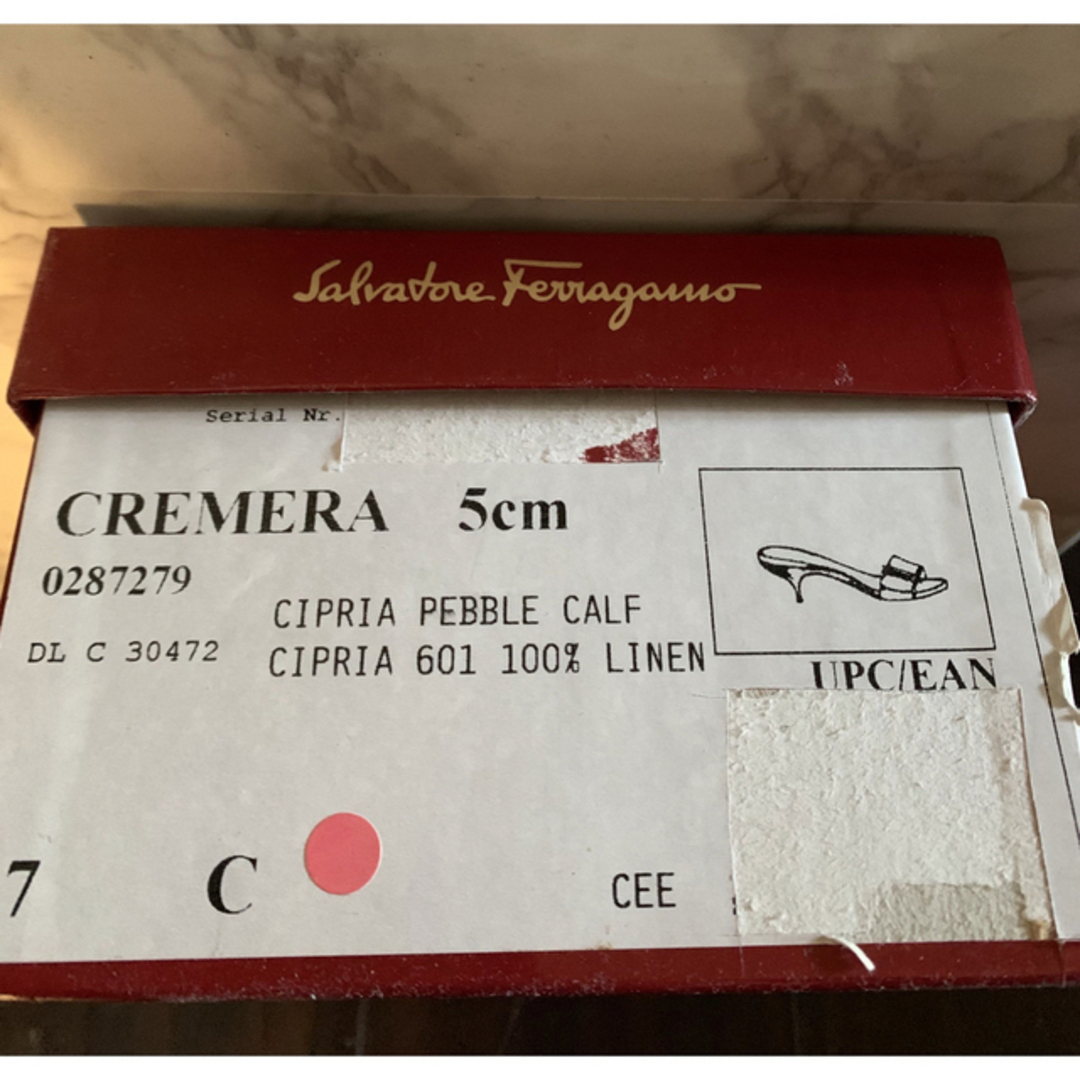 Salvatore Ferragamo
Serial Nr.
CREMERA 5cm
0287279
CIPRIA PEBBLE CALF
DL C 30472
CIPRIA 601 100% LINEN
UPC/EAN
7 C
CEE